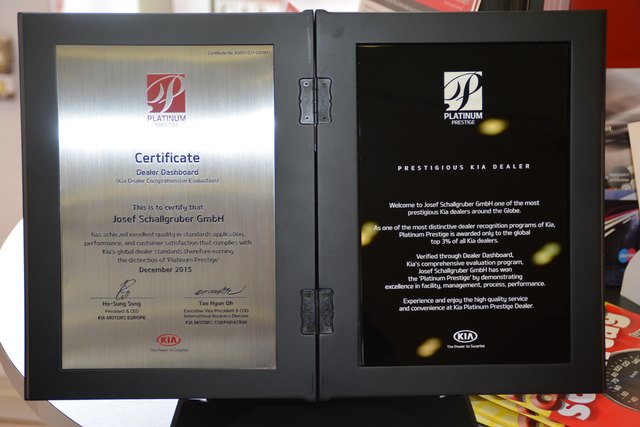 Certificate No. KDDV1221-CD1003
PLATINUM
PRESTIGE
Certificate
Dealer Dashboard
(Kia Dealer Comprehensive Evaluation)
This is to certify that
Josef Schallgruber GmbH
has achieved excellent quality in standards application,
performance, and customer satisfaction that complies with
Kia's global dealer standards therefore earning
the distinction of 'Platinum Prestige'
December 2015
Ho-Sung Song
President & CEO
KIA MOTORS EUROPE
Tae Hyun Oh
Executive Vice President & COO
International Business Division
KIA MOTORS CORPORATION
KIA
The Power to Surprise
PLATINUM
PRESTIGE
PRESTIGIOUS KIA DEALER
Welcome to Josef Schallgruber GmbH one of the most
prestigious Kia dealers around the Globe.
As one of the most distinctive dealer recognition programs of Kia,
Platinum Prestige is awarded only to the global
top 3% of all Kia dealers.
Verified through Dealer Dashboard,
Kia's comprehensive evaluation program,
Josef Schallgruber GmbH has won
the 'Platinum Prestige' by demonstrating
excellence in facility, management, process, performance.
Experience and enjoy the high quality service
and convenience at Kia Platinum Prestige Dealer.
KIA
The Power to Surprise